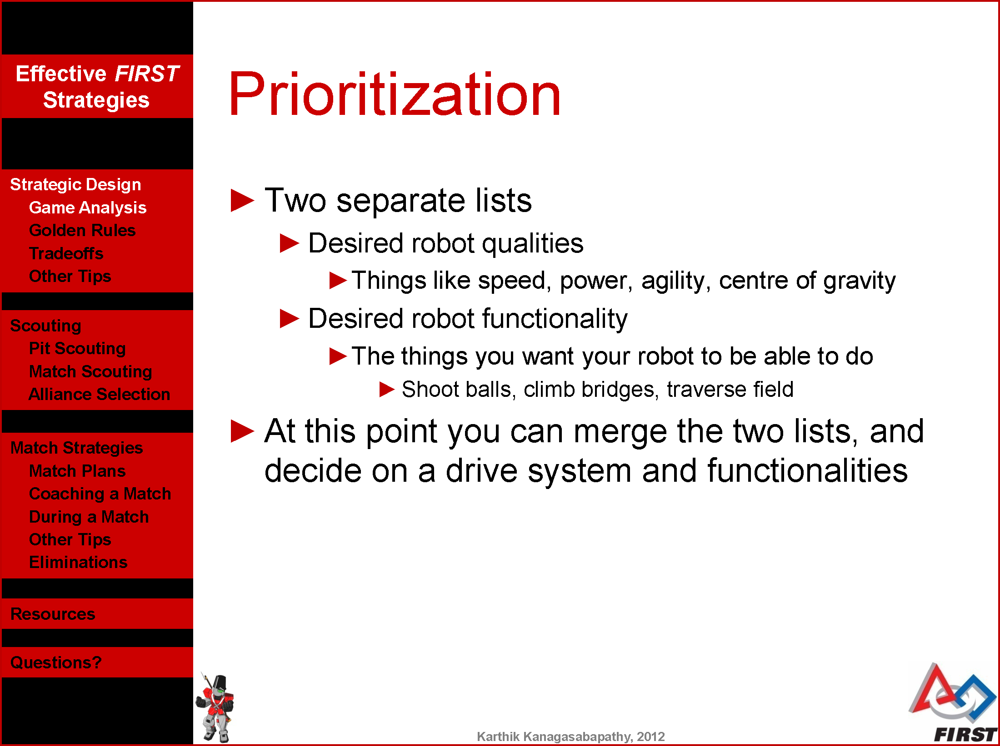 Effective FIRST
Strategies
Strategic Design
Game Analysis
Golden Rules
Tradeoffs
Other Tips
Scouting
Pit Scouting
Match Scouting
Alliance Selection
Match Strategies
Match Plans
Coaching a Match
During a Match
Other Tips
Eliminations
Resources
Questions?
Prioritization
Two separate lists
Desired robot qualities
Things like speed, power, agility, centre of gravity
Desired robot functionality
The things you want your robot to be able to do
Shoot balls, climb bridges, traverse field
At this point you can merge the two lists, and
decide on a drive system and functionalities
Karthik Kanagasabapathy, 2012
FIRST